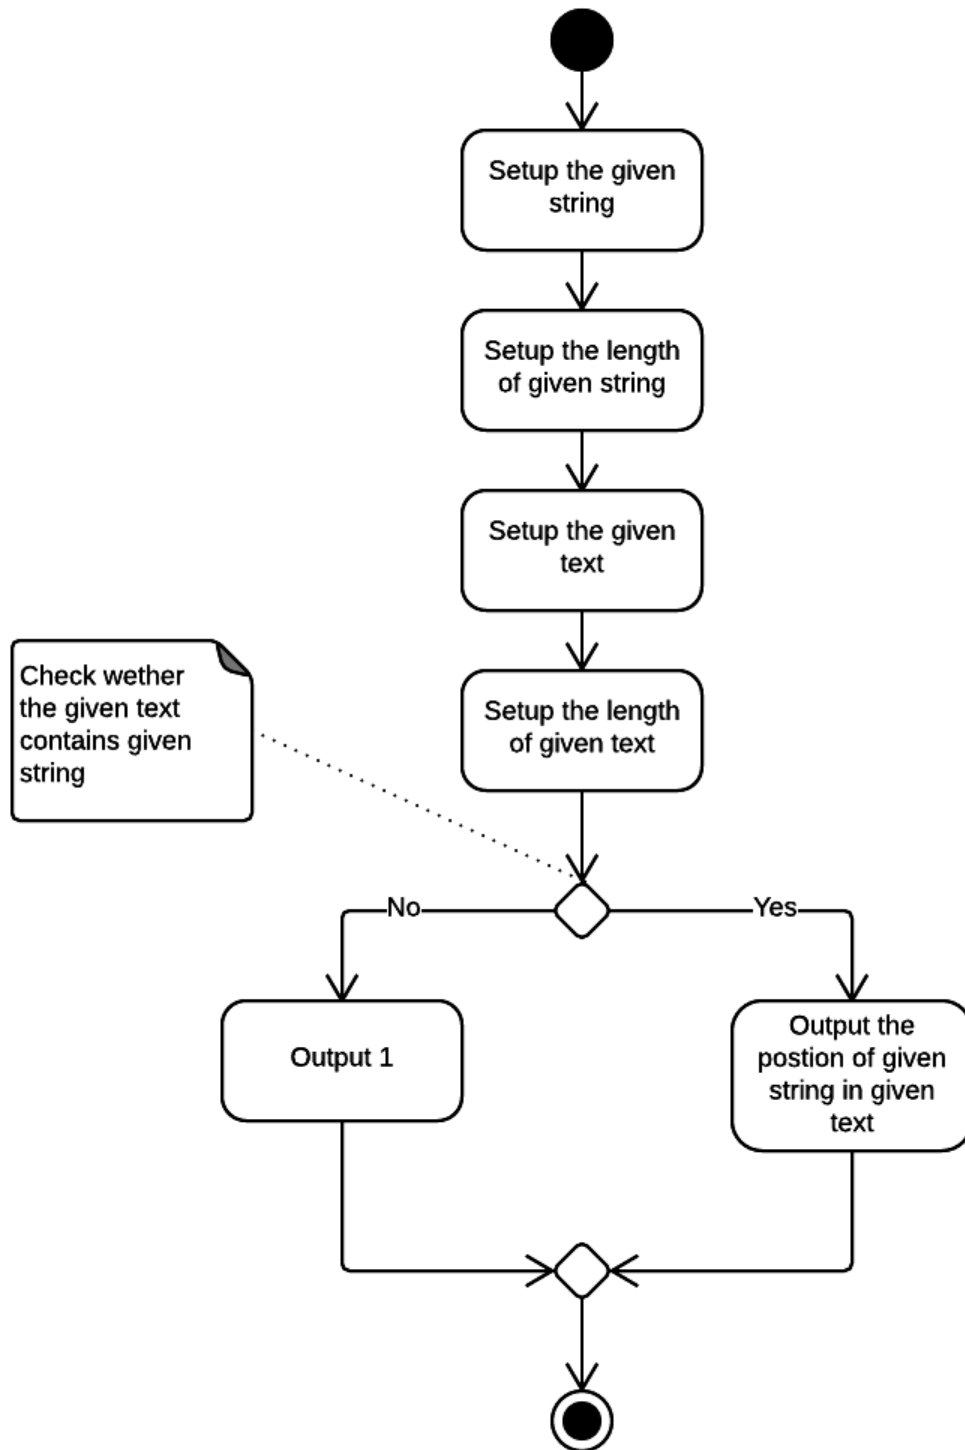 Setup the given
string
Setup the length
of given string
Setup the given
text
Setup the length
of given text
Check wether
the given text
contains given
string
No
Yes
Output 1
Output the
postion of given
string in given
text